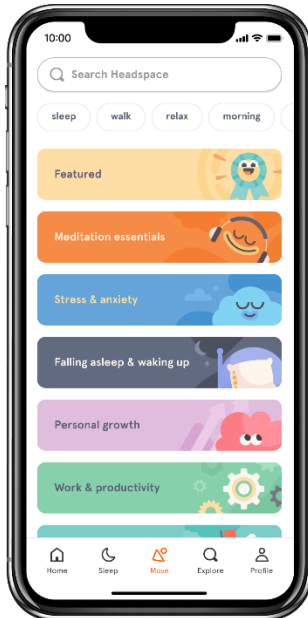 10:00
Search Headspace
sleep walk relax morning
Featured
Meditation essentials
Stress & anxiety
Falling asleep & waking up
Personal growth
Work & productivity
Home Sleep Move Explore Profile